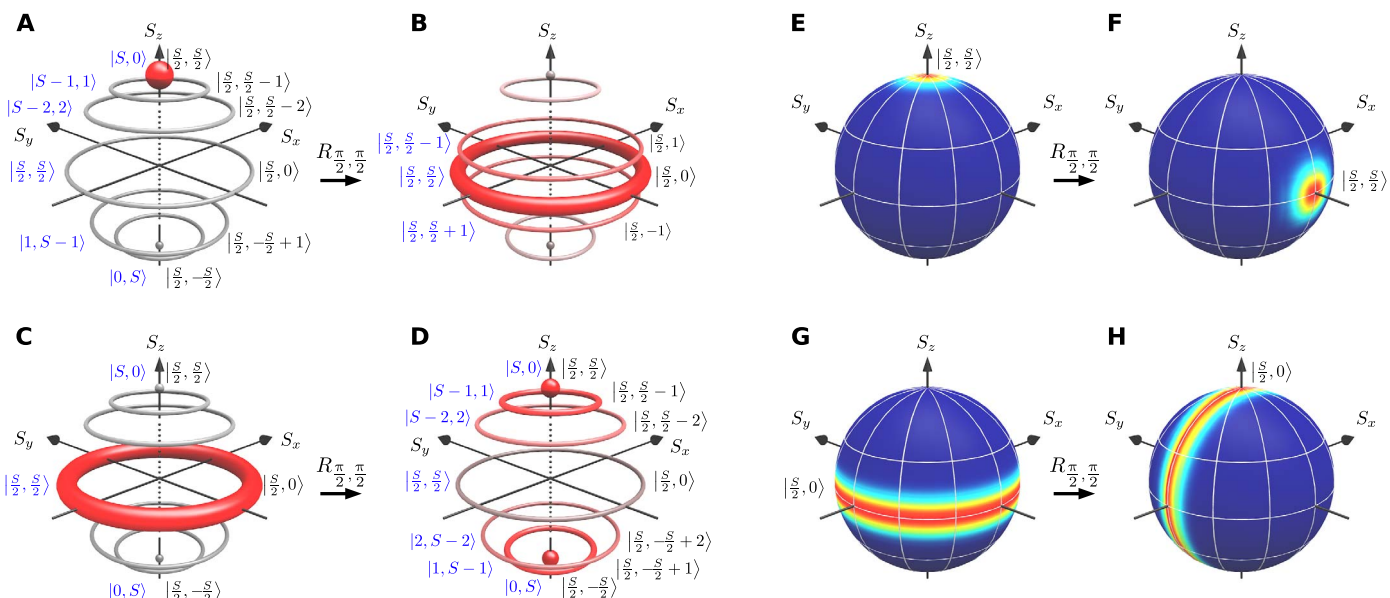 A
S_z
|S, 0⟩ |S/2, S/2⟩
|S−1, 1⟩ |S/2, S/2−1⟩
|S−2, 2⟩ |S/2, S/2−2⟩
S_y S_x
|S/2, S/2⟩ |S/2, 0⟩
|1, S−1⟩ |S/2, −S/2+1⟩
|0, S⟩ |S/2, −S/2⟩
R_π/2, π/2
B
S_z
S_y S_x
|S/2, S/2−1⟩ |S/2, 1⟩
|S/2, S/2⟩ |S/2, 0⟩
|S/2, S/2+1⟩ |S/2, −1⟩
E
S_z
|S/2, S/2⟩
S_y S_x
R_π/2, π/2
F
S_z
S_y S_x
|S/2, S/2⟩
C
S_z
|S, 0⟩ |S/2, S/2⟩
S_y S_x
|S/2, S/2⟩ |S/2, 0⟩
|0, S⟩ |S/2, −S/2⟩
R_π/2, π/2
D
S_z
|S, 0⟩ |S/2, S/2⟩
|S−1, 1⟩ |S/2, S/2−1⟩
|S−2, 2⟩ |S/2, S/2−2⟩
S_y S_x
|S/2, S/2⟩ |S/2, 0⟩
|2, S−2⟩ |S/2, −S/2+2⟩
|1, S−1⟩ |S/2, −S/2+1⟩
|0, S⟩ |S/2, −S/2⟩
G
S_z
S_y S_x
|S/2, 0⟩
R_π/2, π/2
H
S_z
|S/2, 0⟩
S_y S_x